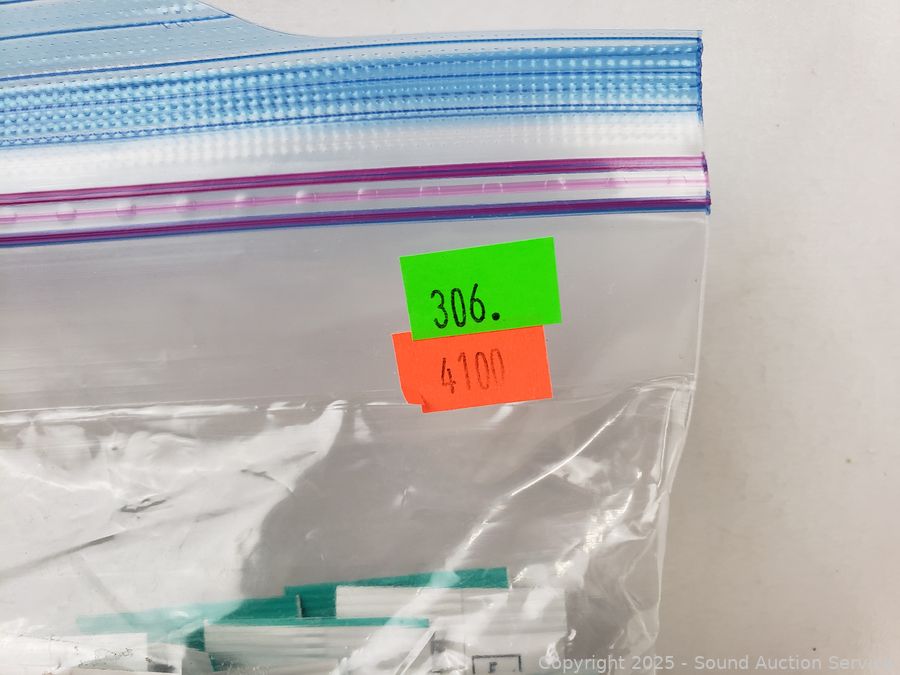 306.
4100
F
Copyright 2025 - Sound Auction Service